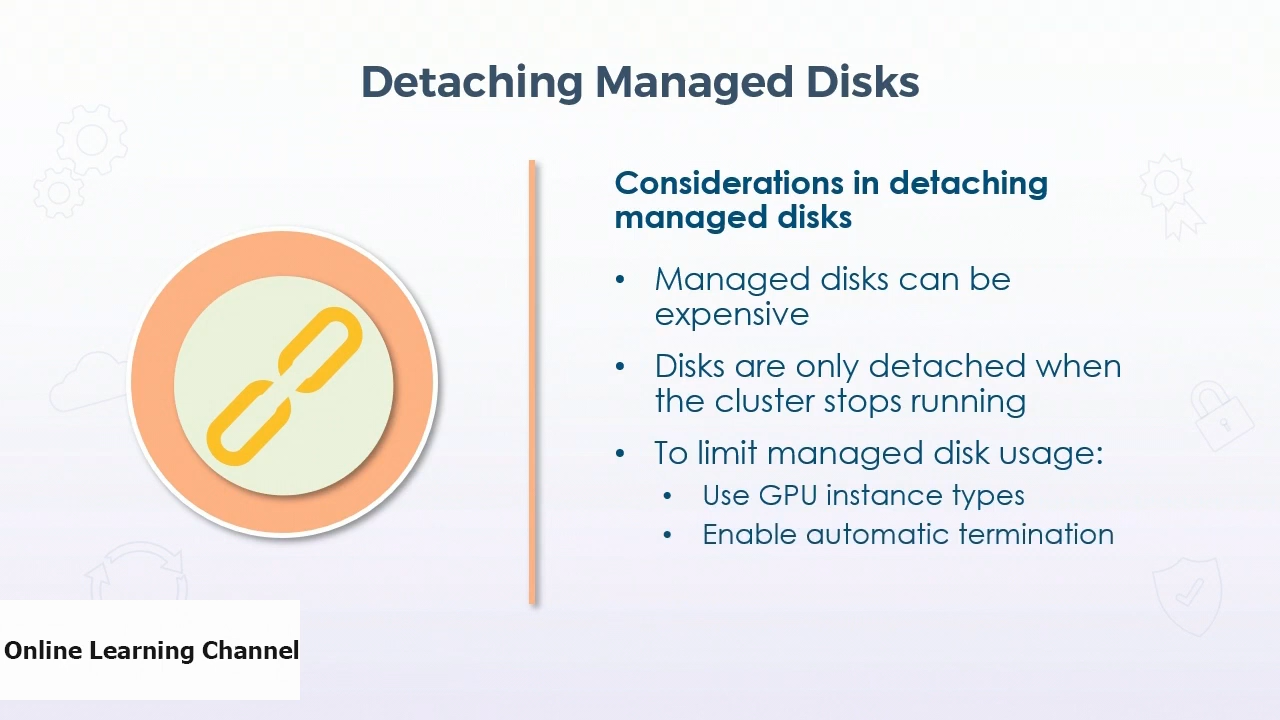 Detaching Managed Disks
Considerations in detaching
managed disks
• Managed disks can be
expensive
• Disks are only detached when
the cluster stops running
• To limit managed disk usage:
• Use GPU instance types
• Enable automatic termination
Online Learning Channel